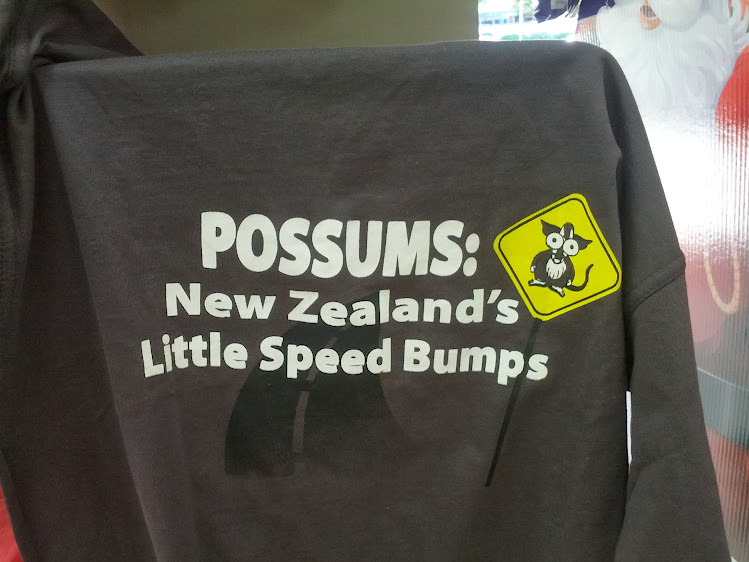 POSSUMS:
New Zealand's
Little Speed Bumps